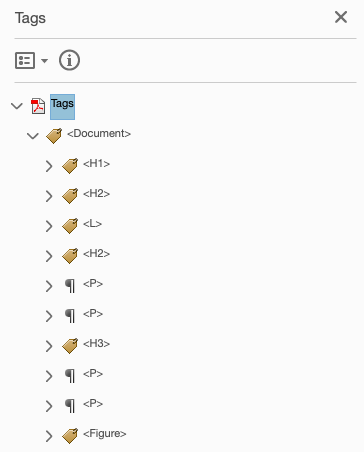 Tags
Tags
<Document>
<H1>
<H2>
<L>
<H2>
<P>
<P>
<H3>
<P>
<P>
<Figure>